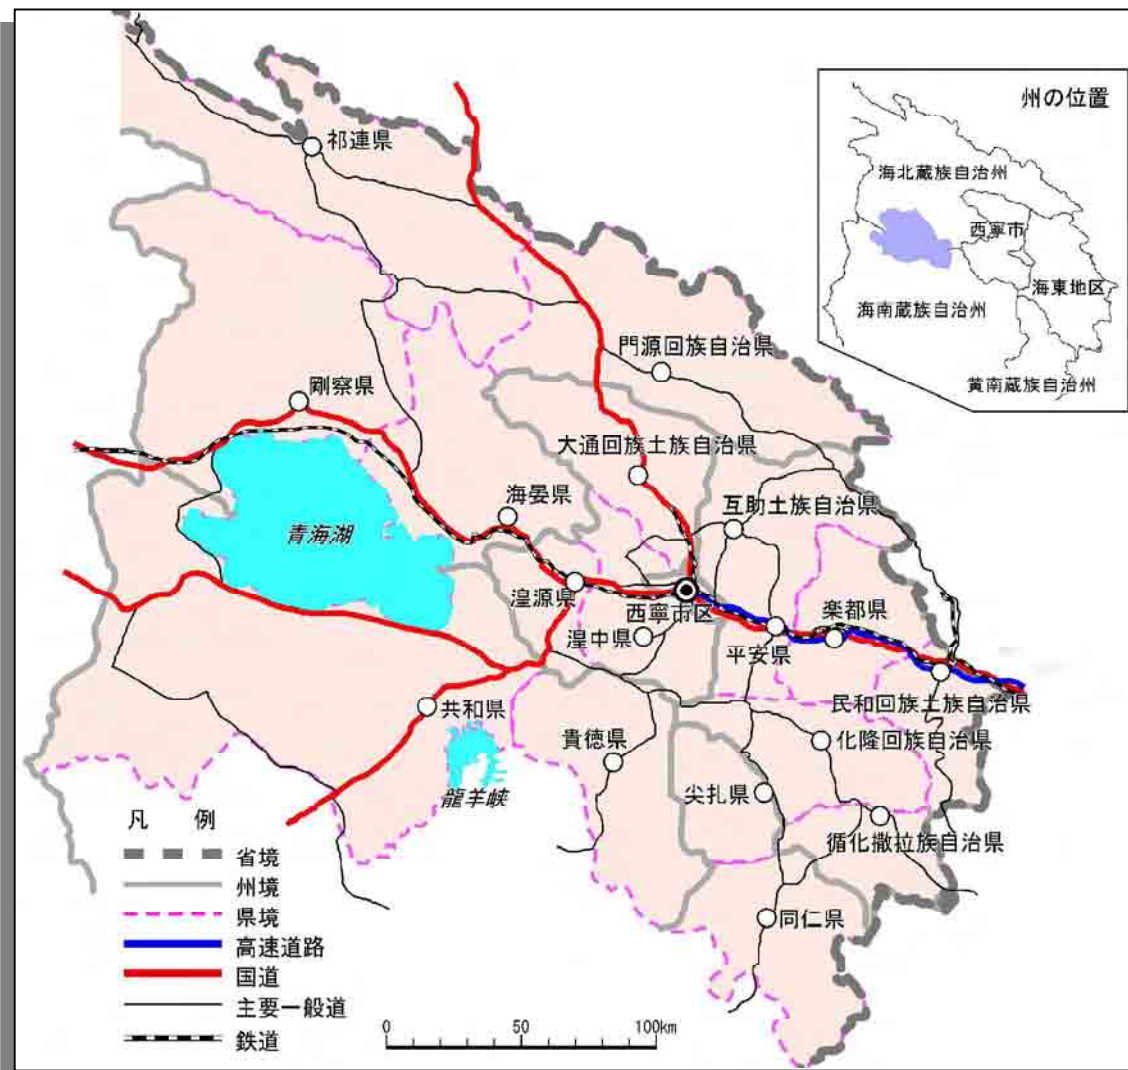 州の位置
海北蔵族自治州
西寧市
海東地区
海南蔵族自治州
黄南蔵族自治州
祁連県
門源回族自治県
剛察県
大通回族土族自治県
海晏県
互助土族自治県
青海湖
湟源県
西寧市区
楽都県
湟中県
平安県
民和回族土族自治県
共和県
貴徳県
化隆回族自治県
龍羊峡
尖扎県
循化撒拉族自治県
同仁県
凡 例
省境
州境
県境
高速道路
国道
主要一般道
鉄道
0 50 100km